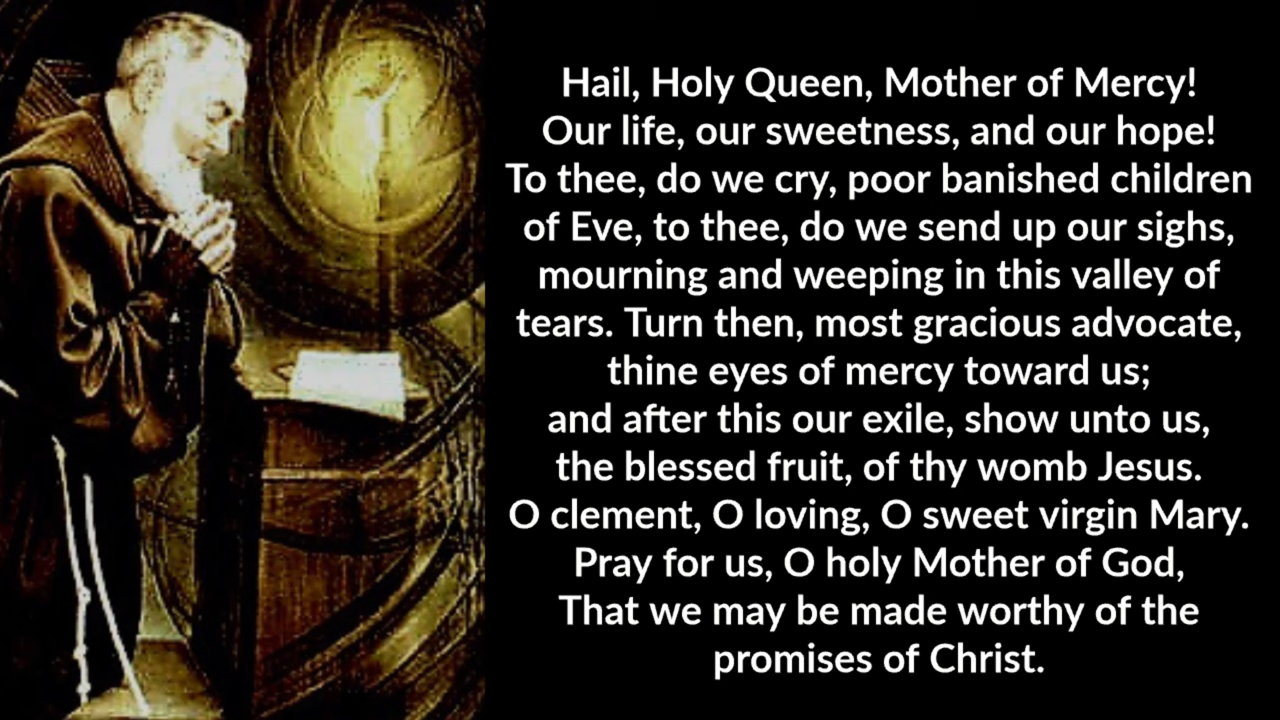 Hail, Holy Queen, Mother of Mercy!
Our life, our sweetness, and our hope!
To thee, do we cry, poor banished children
of Eve, to thee, do we send up our sighs,
mourning and weeping in this valley of
tears. Turn then, most gracious advocate,
thine eyes of mercy toward us;
and after this our exile, show unto us,
the blessed fruit, of thy womb Jesus.
O clement, O loving, O sweet virgin Mary.
Pray for us, O holy Mother of God,
That we may be made worthy of the
promises of Christ.